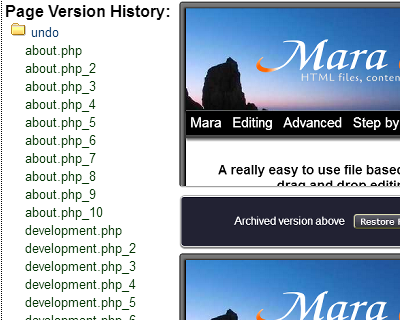 Page Version History:
undo
about.php
about.php_2
about.php_3
about.php_4
about.php_5
about.php_6
about.php_7
about.php_8
about.php_9
about.php_10
development.php
development.php_2
development.php_3
development.php_4
development.php_5
development.php_6
Mara
HTML files, conten
Mara Editing Advanced Step by
A really easy to use file base
drag and drop editi
Archived version above Restore
Mara